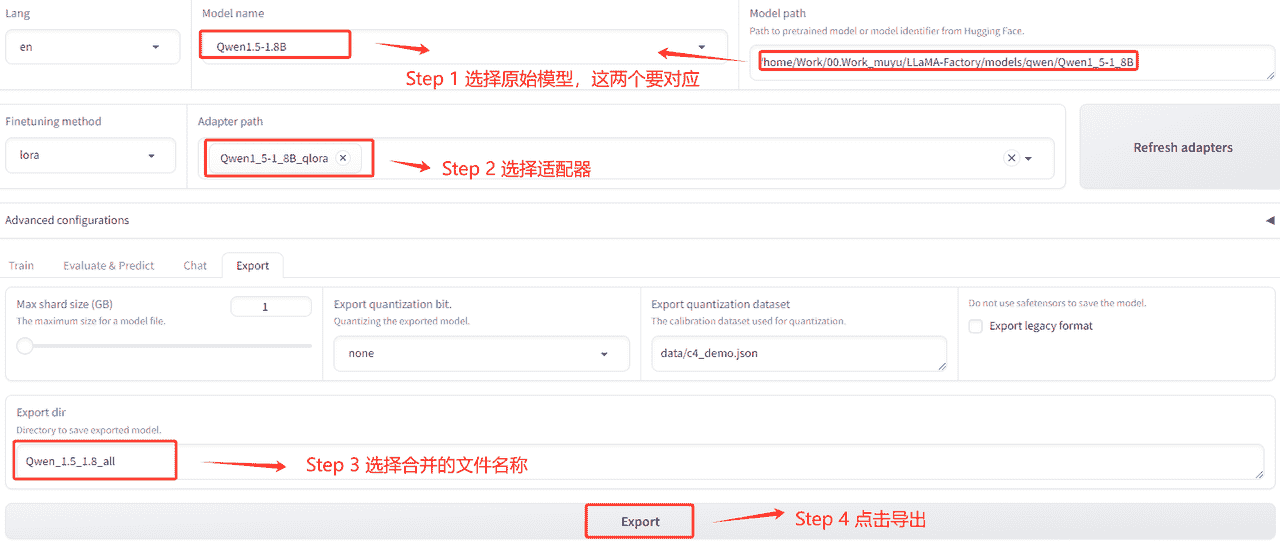 Lang
en
Model name
Qwen1.5-1.8B
Step 1 选择原始模型，这两个要对应
Model path
Path to pretrained model or model identifier from Hugging Face.
/home/Work/00.Work_muyu/LLaMA-Factory/models/qwen/Qwen1_5-1_8B
Finetuning method
lora
Adapter path
Qwen1_5-1_8B_qlora
Step 2 选择适配器
Refresh adapters
Advanced configurations
Train
Evaluate & Predict
Chat
Export
Max shard size (GB)
1
The maximum size for a model file.
Export quantization bit.
Quantizing the exported model.
none
Export quantization dataset
The calibration dataset used for quantization.
data/c4_demo.json
Do not use safetensors to save the model.
Export legacy format
Export dir
Directory to save exported model.
Qwen_1.5_1.8_all
Step 3 选择合并的文件名称
Export
Step 4 点击导出